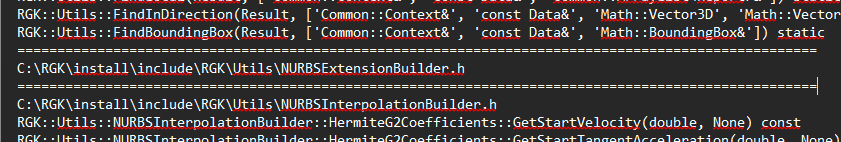 RGK::Utils::FindInDirection(Result, ['Common::Context&', 'const Data&', 'Math::Vector3D', 'Math::Vector
RGK::Utils::FindBoundingBox(Result, ['Common::Context&', 'const Data&', 'Math::BoundingBox&']) static
====================================================================================================
C:\RGK\install\include\RGK\Utils\NURBSExtensionBuilder.h
====================================================================================================
C:\RGK\install\include\RGK\Utils\NURBSInterpolationBuilder.h
RGK::Utils::NURBSInterpolationBuilder::HermiteG2Coefficients::GetStartVelocity(double, None) const
RGK::Utils::NURBSInterpolationBuilder::HermiteG2Coefficients::GetStartTangentAcceleration(double, None)